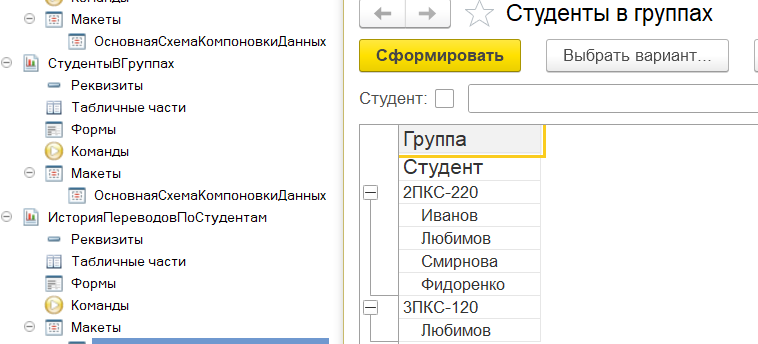 Команды
Макеты
ОсновнаяСхемаКомпоновкиДанных
СтудентыВГруппах
Реквизиты
Табличные части
Формы
Команды
Макеты
ОсновнаяСхемаКомпоновкиДанных
ИсторияПереводовПоСтудентам
Реквизиты
Табличные части
Формы
Команды
Макеты
Студенты в группах
Сформировать
Выбрать вариант...
Студент:
Группа
Студент
2ПКС-220
Иванов
Любимов
Смирнова
Фидоренко
3ПКС-120
Любимов